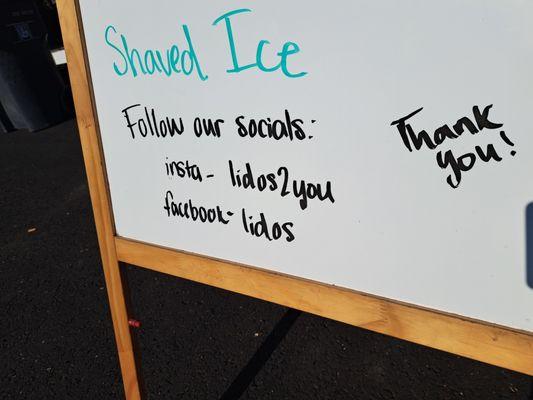 Shaved Ice
Follow our socials:
insta - lidos2you
facebook- lidos
Thank
you!